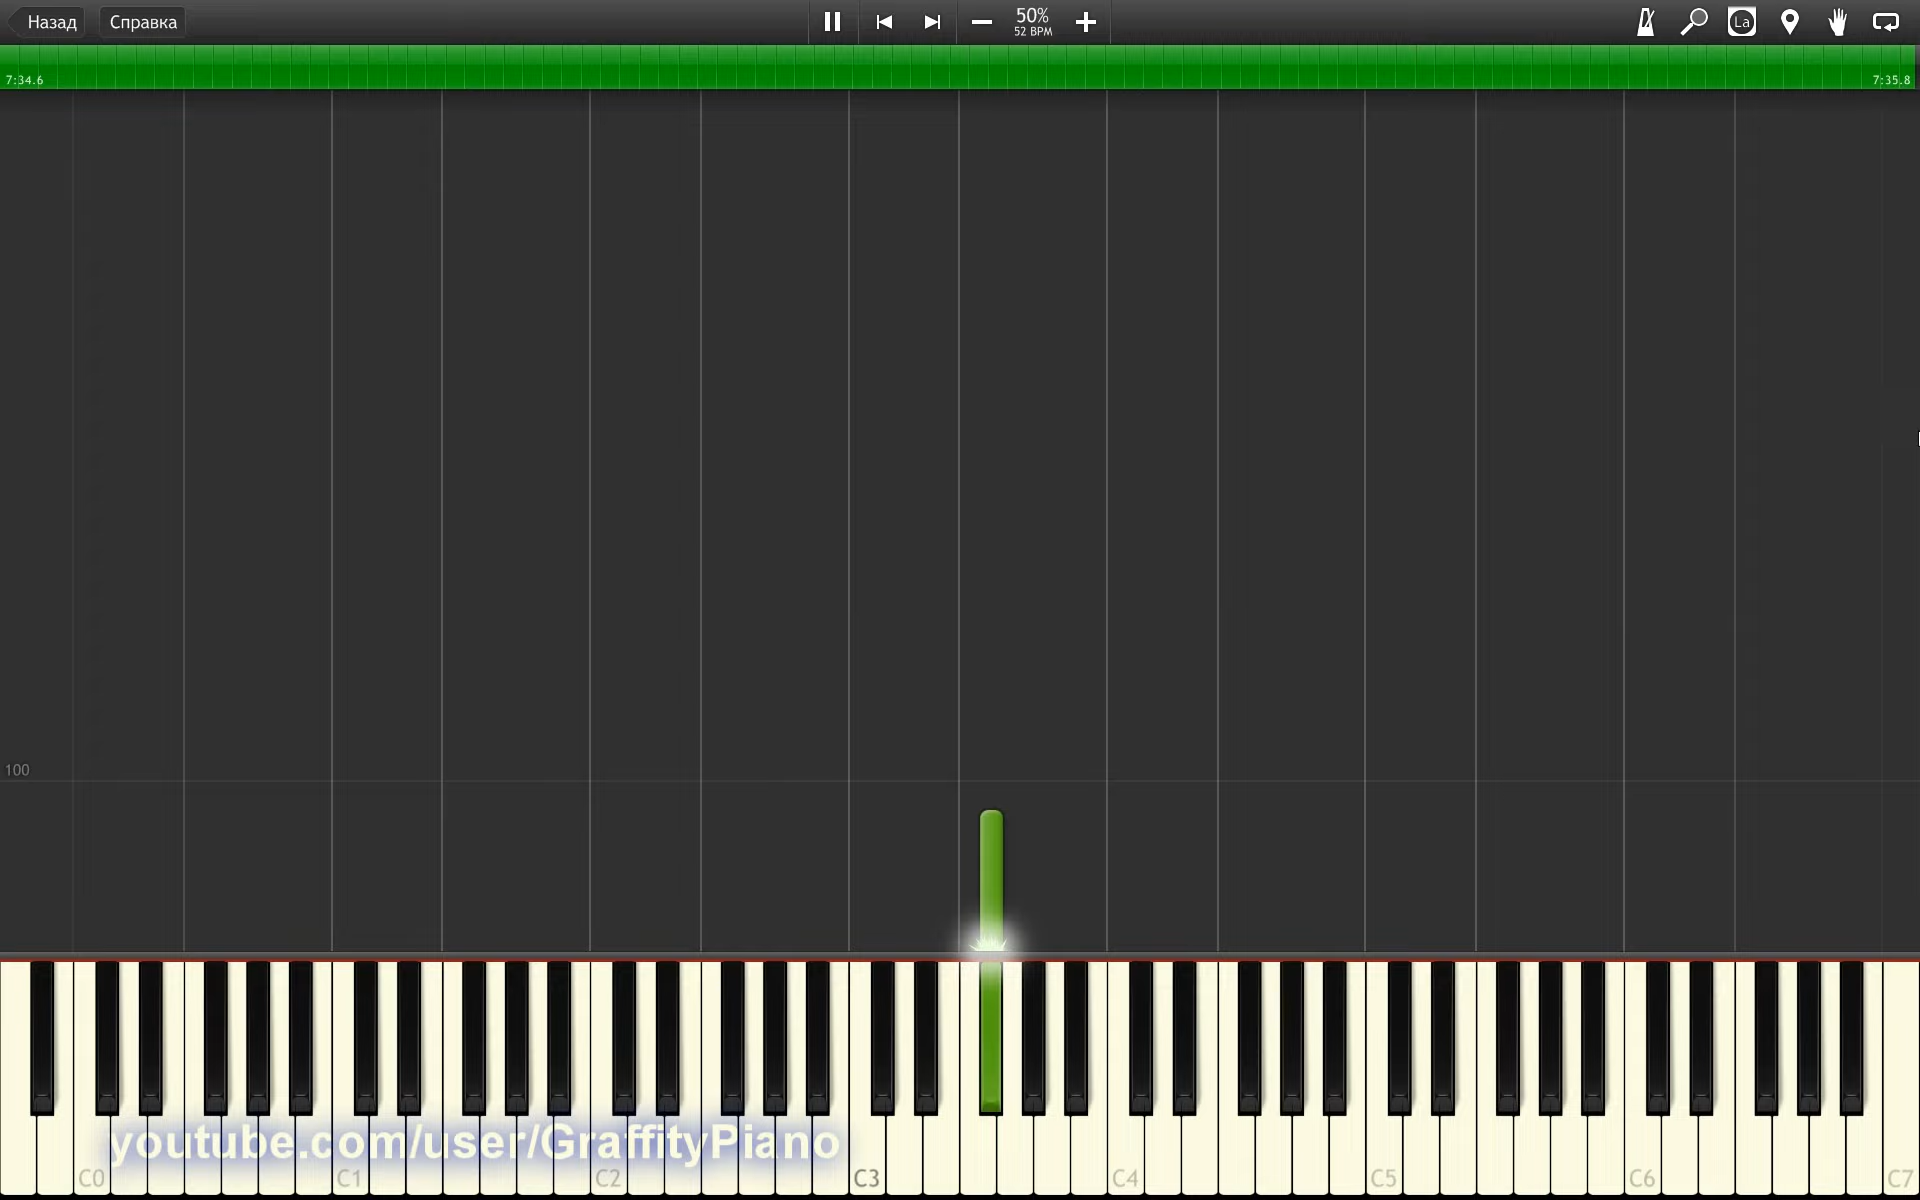 Назад Справка 50% La
52 BPM
7:34.6 7:35.8
100
youtube.com/user/GraffityPiano
C0 C1 C2 C3 C4 C5 C6 C7